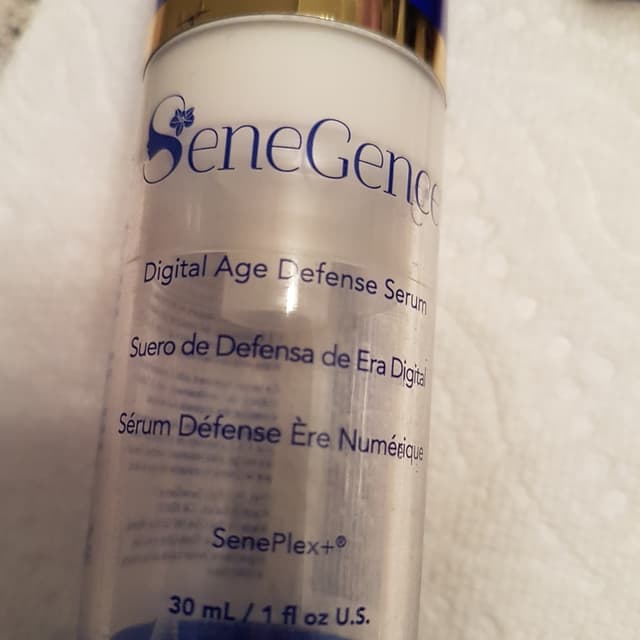 SeneGence
Digital Age Defense Serum
Suero de Defensa de Era Digital
Sérum Défense Ère Numérique
SenePlex+®
30 mL / 1 fl oz U.S.